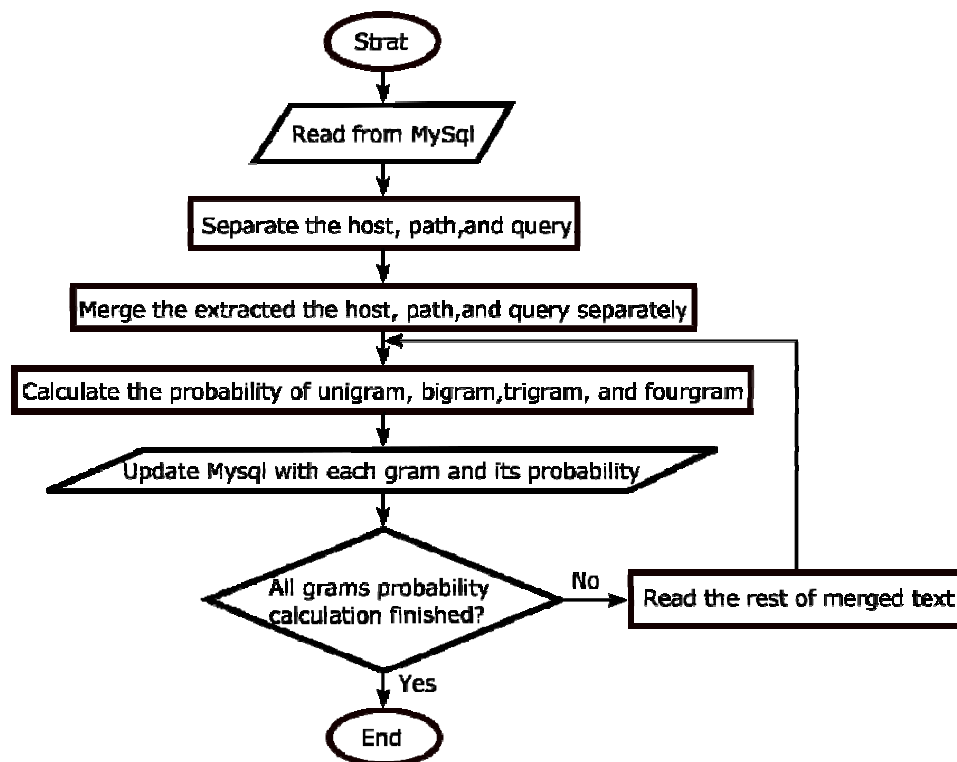 Strat
Read from MySql
Separate the host, path,and query
Merge the extracted the host, path,and query separately
Calculate the probability of unigram, bigram,trigram, and fourgram
Update Mysql with each gram and its probability
All grams probability
calculation finished?
No
Read the rest of merged text
Yes
End